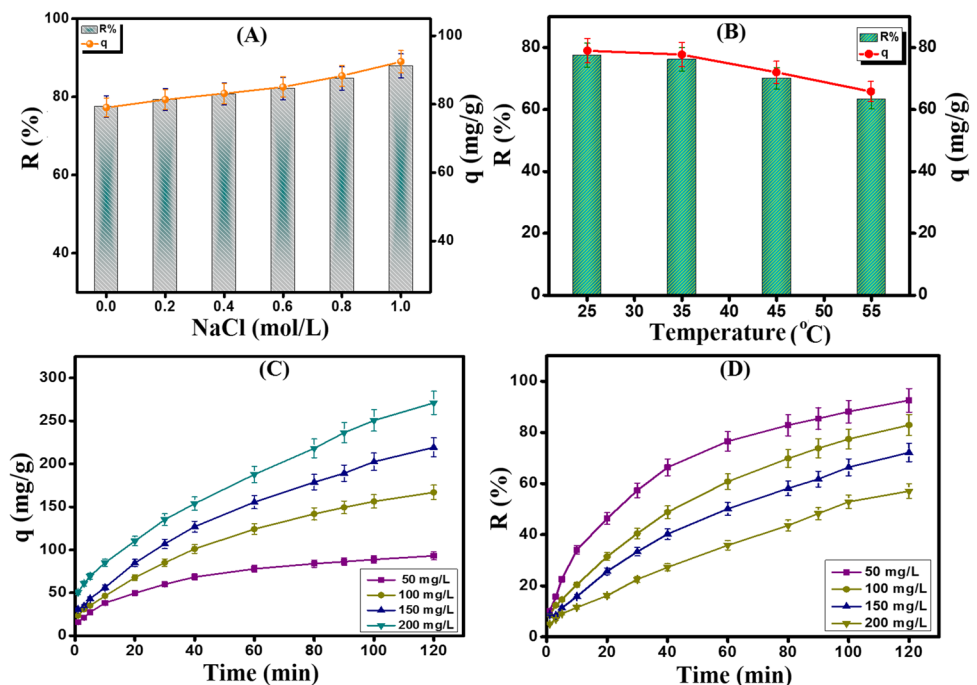 (A)
R%
q
100
80
60
40
R (%)
100
80
60
40
q (mg/g)
0.0 0.2 0.4 0.6 0.8 1.0
NaCl (mol/L)
(B)
R%
q
80
60
40
20
0
R (%)
80
60
40
20
0
q (mg/g)
25 30 35 40 45 50 55
Temperature (°C)
(C)
300
250
200
150
100
50
0
q (mg/g)
50 mg/L
100 mg/L
150 mg/L
200 mg/L
0 20 40 60 80 100 120
Time (min)
(D)
100
80
60
40
20
0
R (%)
50 mg/L
100 mg/L
150 mg/L
200 mg/L
0 20 40 60 80 100 120
Time (min)